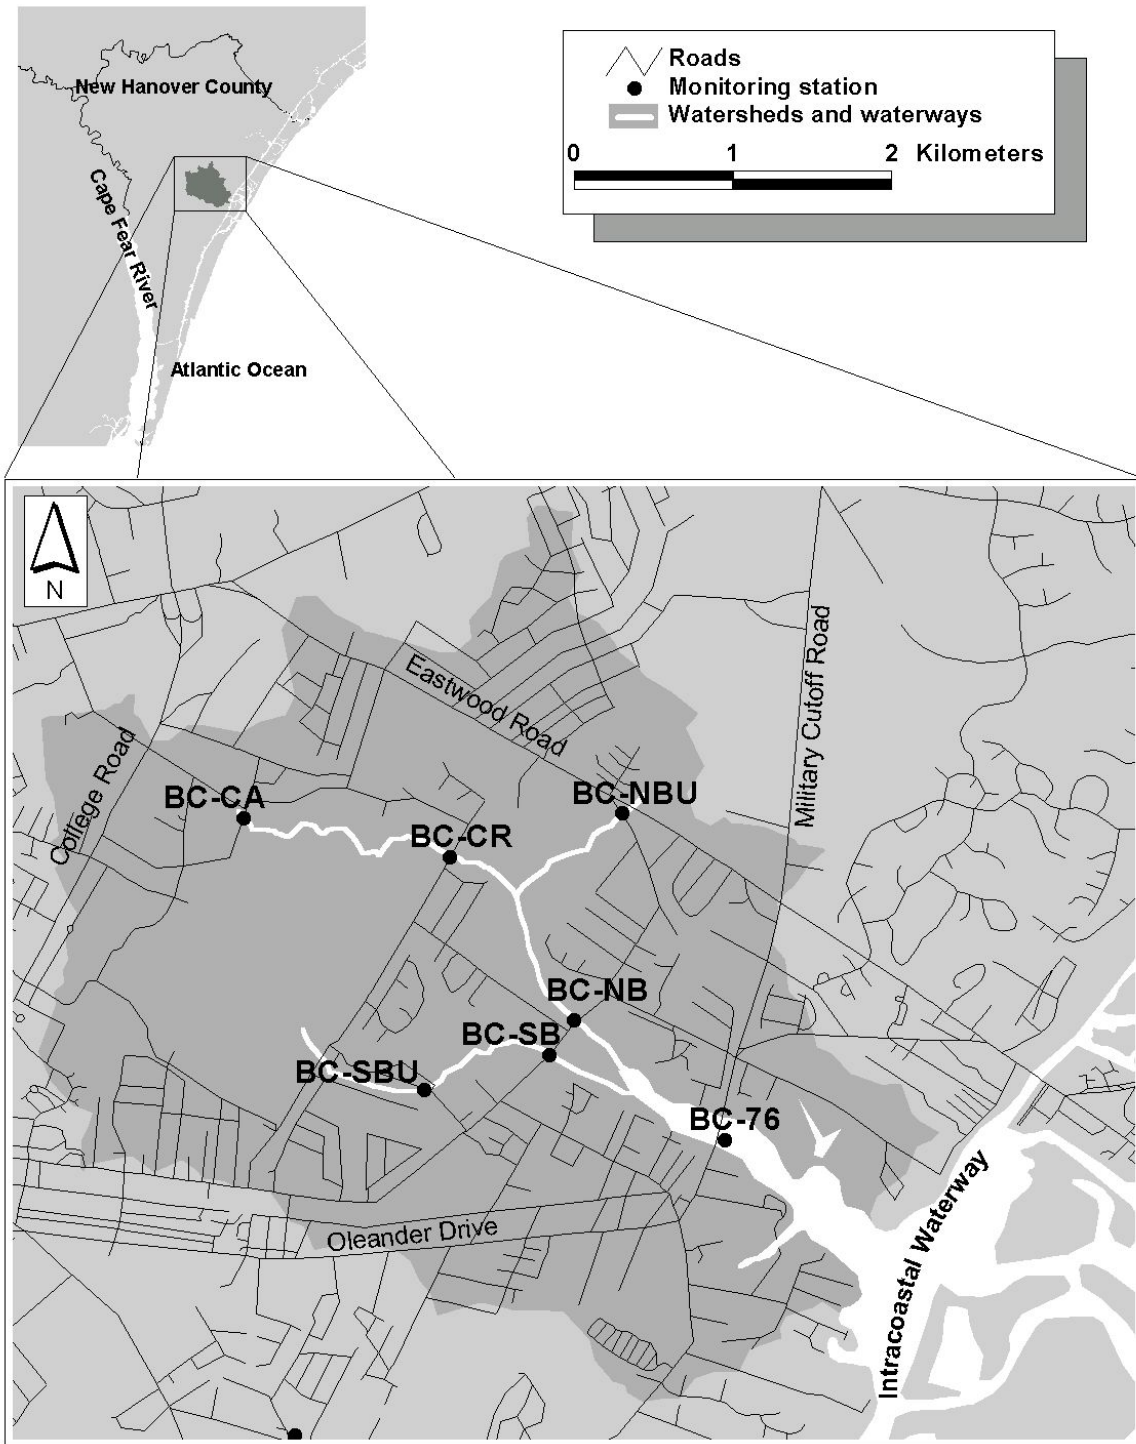 New Hanover County
Cape Fear River
Atlantic Ocean
Roads
Monitoring station
Watersheds and waterways
0 1 2 Kilometers
N
Eastwood Road
Military Cutoff Road
College Road
BC-CA
BC-NBU
BC-CR
BC-NB
BC-SB
BC-SBU
BC-76
Oleander Drive
Intracoastal Waterway